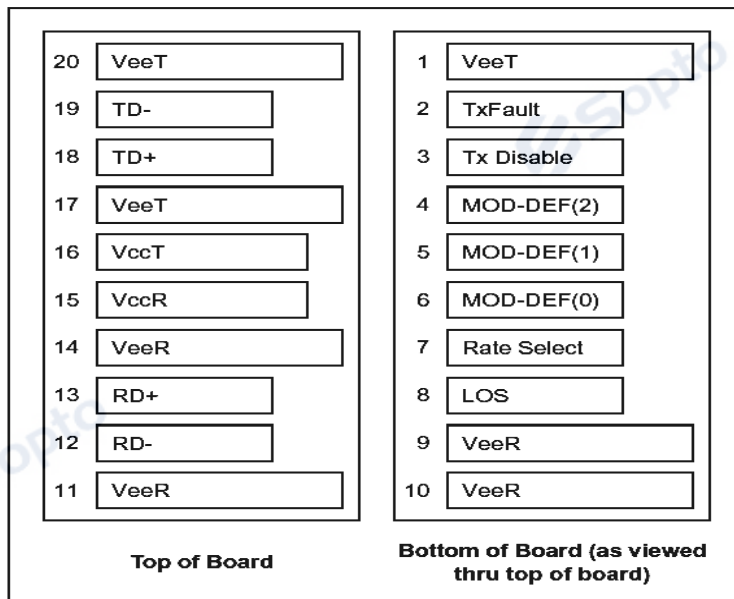 20 VeeT
19 TD-
18 TD+
17 VeeT
16 VccT
15 VccR
14 VeeR
13 RD+
12 RD-
11 VeeR
Top of Board
1 VeeT
2 TxFault
3 Tx Disable
4 MOD-DEF(2)
5 MOD-DEF(1)
6 MOD-DEF(0)
7 Rate Select
8 LOS
9 VeeR
10 VeeR
Bottom of Board (as viewed
thru top of board)
Sopto
opto